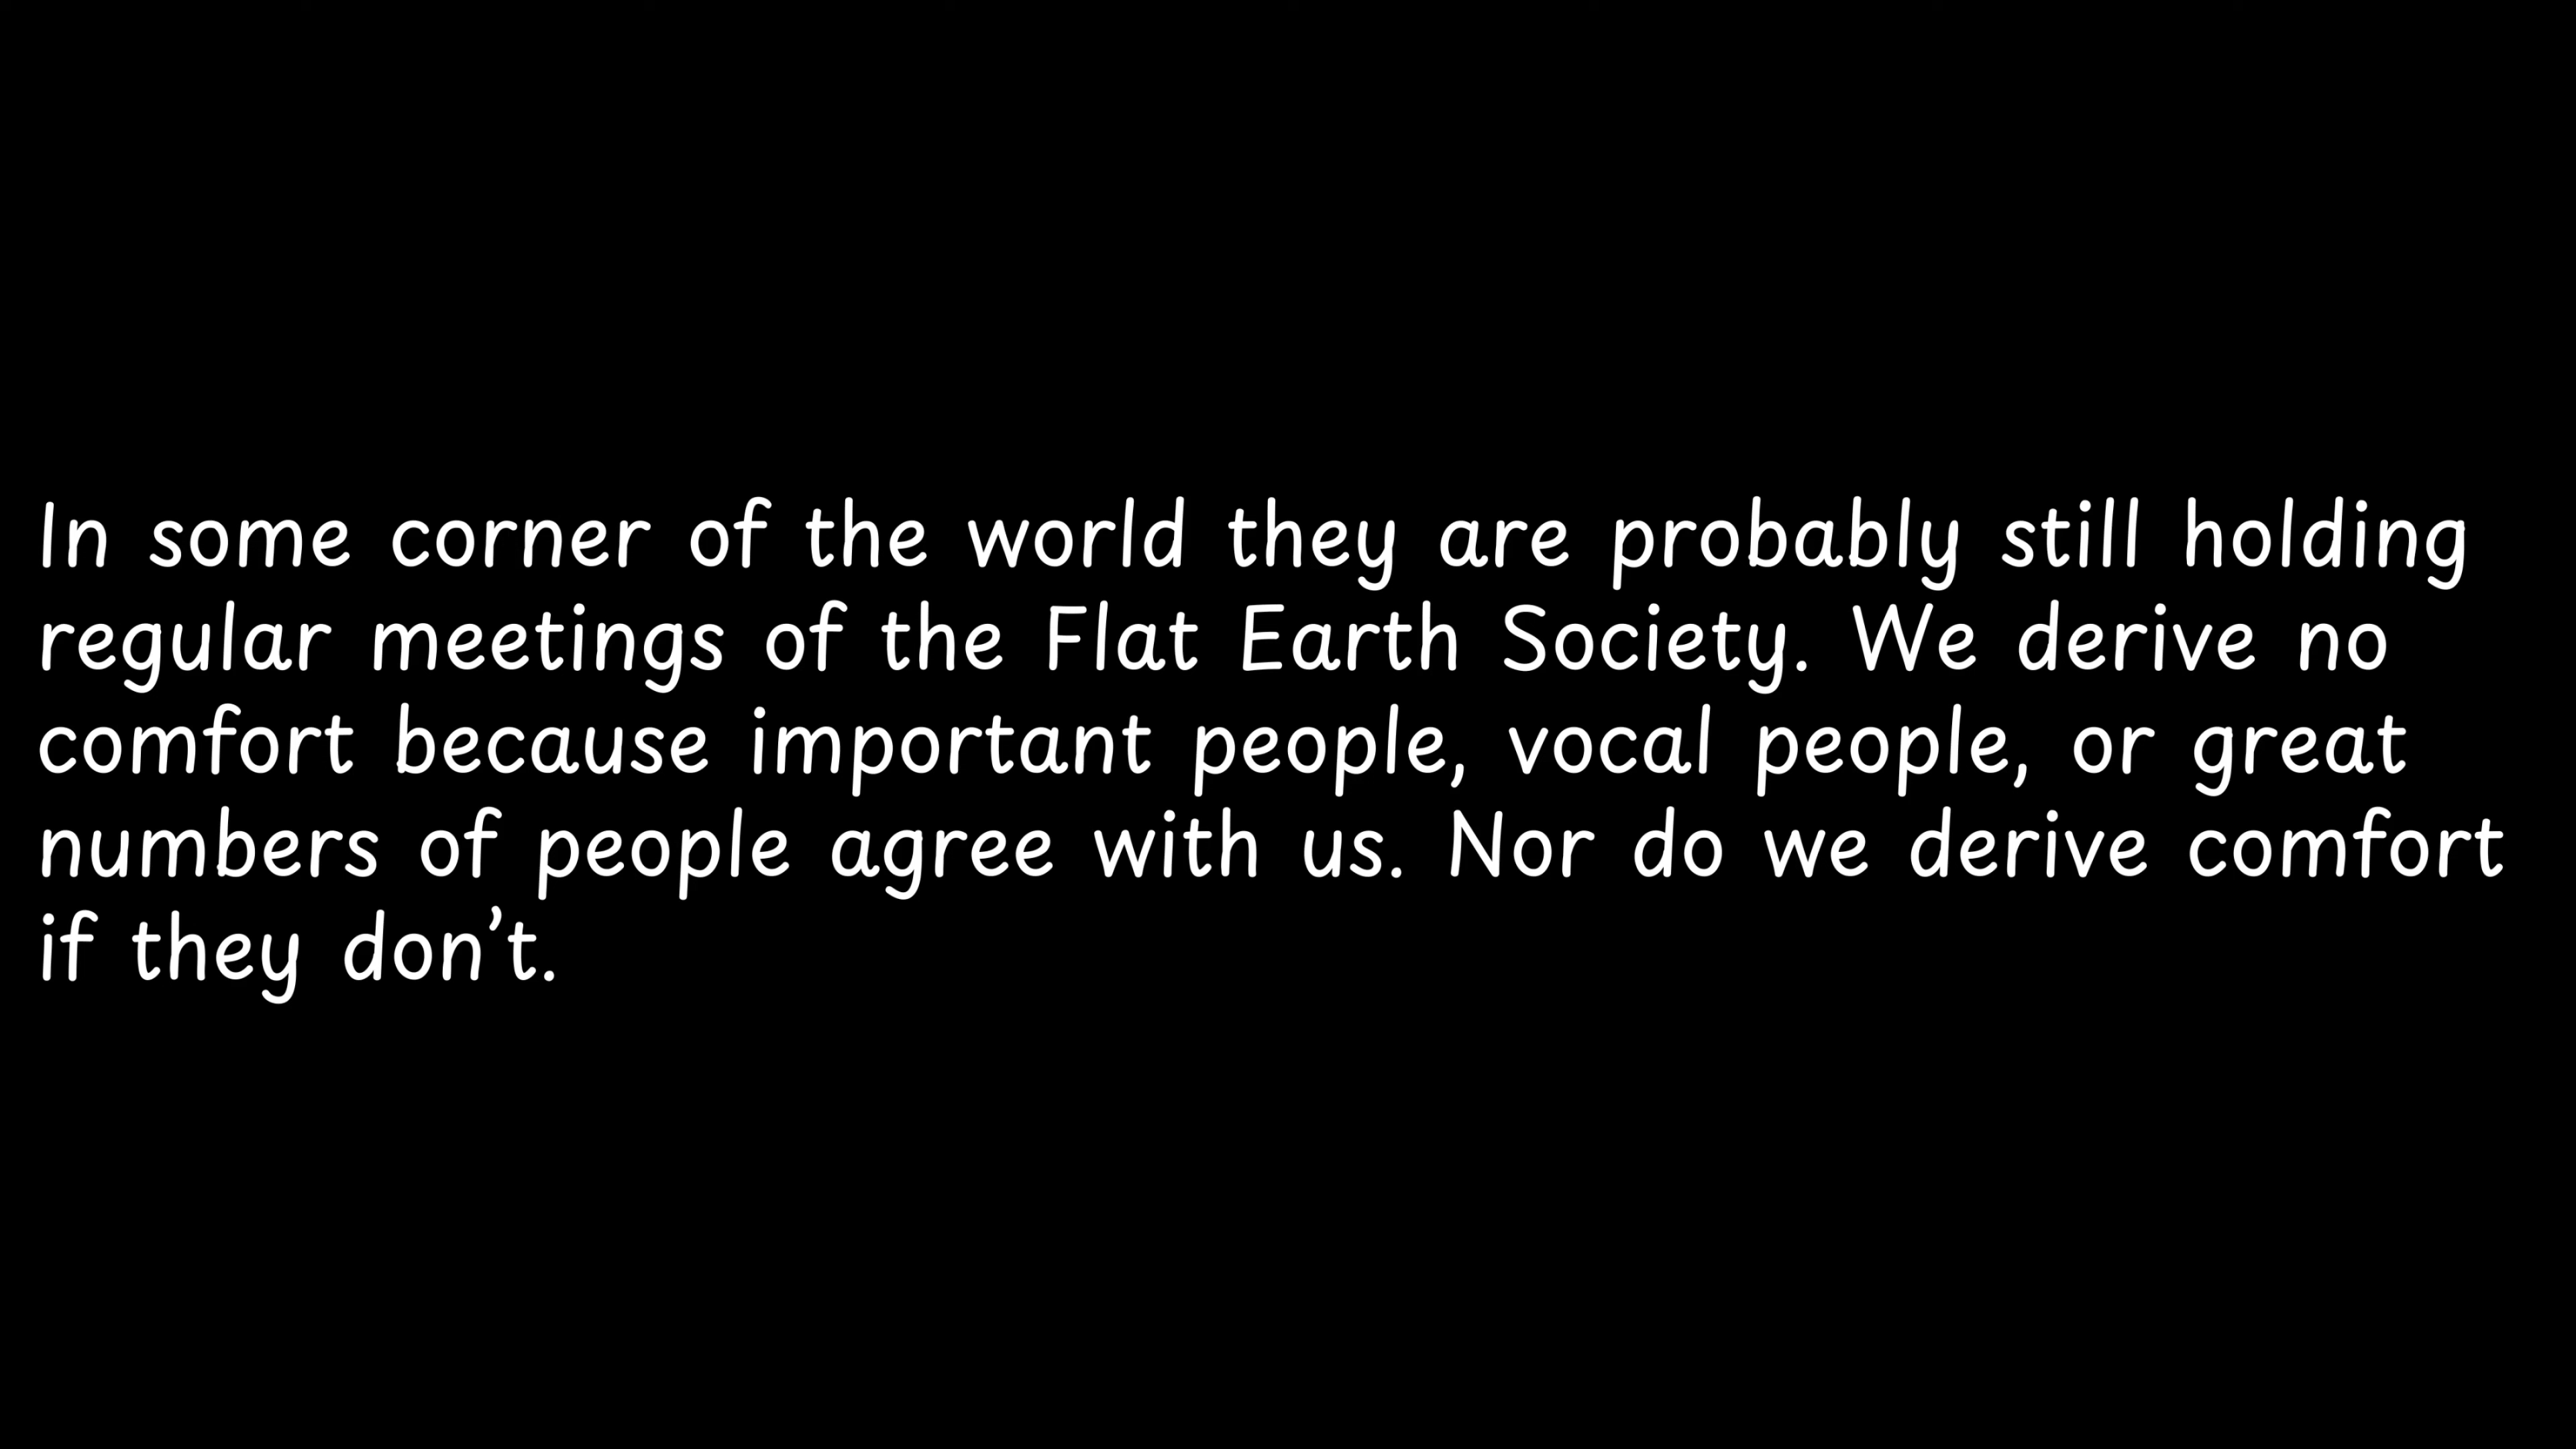 In some corner of the world they are probably still holding
regular meetings of the Flat Earth Society. We derive no
comfort because important people, vocal people, or great
numbers of people agree with us. Nor do we derive comfort
if they don’t.